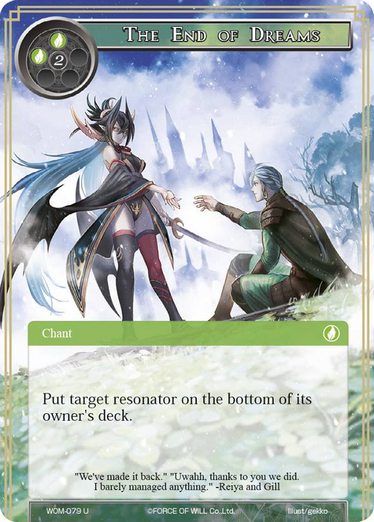 The End of Dreams
2
Chant
Put target resonator on the bottom of its
owner's deck.
"We've made it back." "Uwahh, thanks to you we did.
I barely managed anything." -Reiya and Gill
WOM-079 U ©FORCE OF WILL Co.,Ltd. Illust/gekko